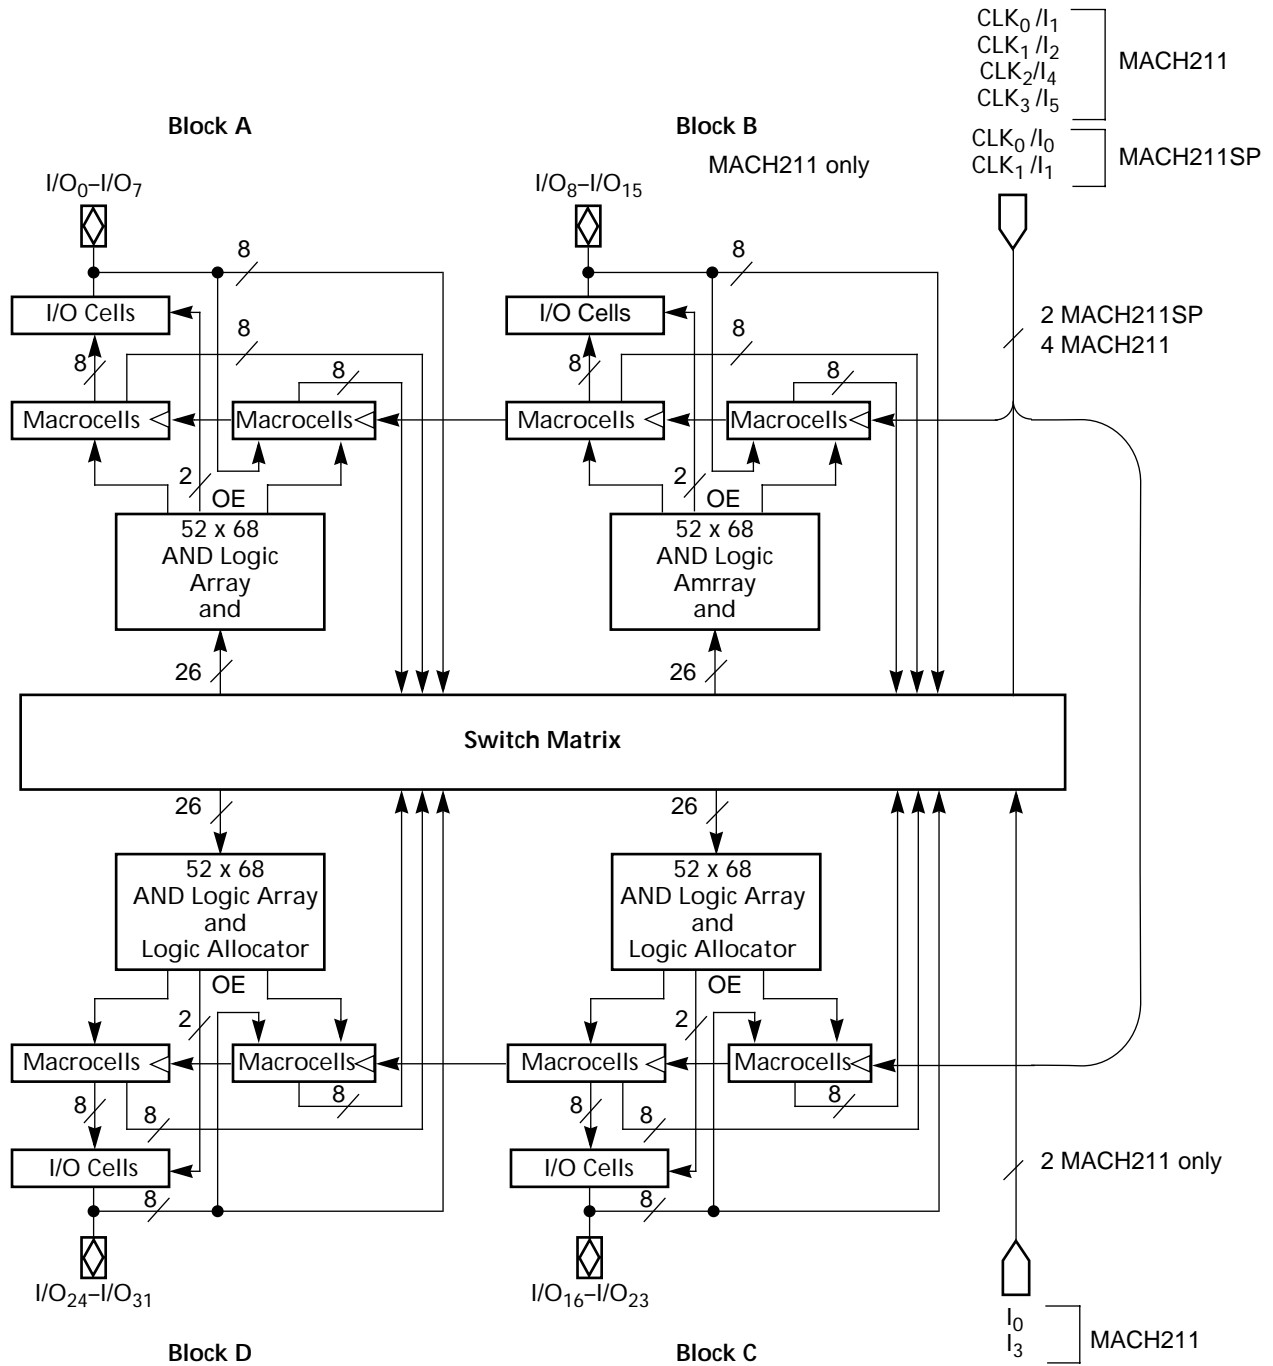 CLK0/I1
CLK1/I2
CLK2/I4
CLK3/I5
MACH211
Block A
Block B
CLK0/I0
CLK1/I1
MACH211SP
MACH211 only
I/O0–I/O7
I/O8–I/O15
8
8
I/O Cells
I/O Cells
2 MACH211SP
4 MACH211
8
8
8
8
8
8
Macrocells
Macrocells
Macrocells
Macrocells
2
OE
2
OE
52 x 68
AND Logic
Array
and
52 x 68
AND Logic
Amrray
and
26
26
Switch Matrix
26
26
52 x 68
AND Logic Array
and
Logic Allocator
52 x 68
AND Logic Array
and
Logic Allocator
OE
OE
2
2
Macrocells
Macrocells
Macrocells
Macrocells
8
8
8
8
8
8
I/O Cells
I/O Cells
2 MACH211 only
8
8
I/O24–I/O31
I/O16–I/O23
I0
I3
MACH211
Block D
Block C